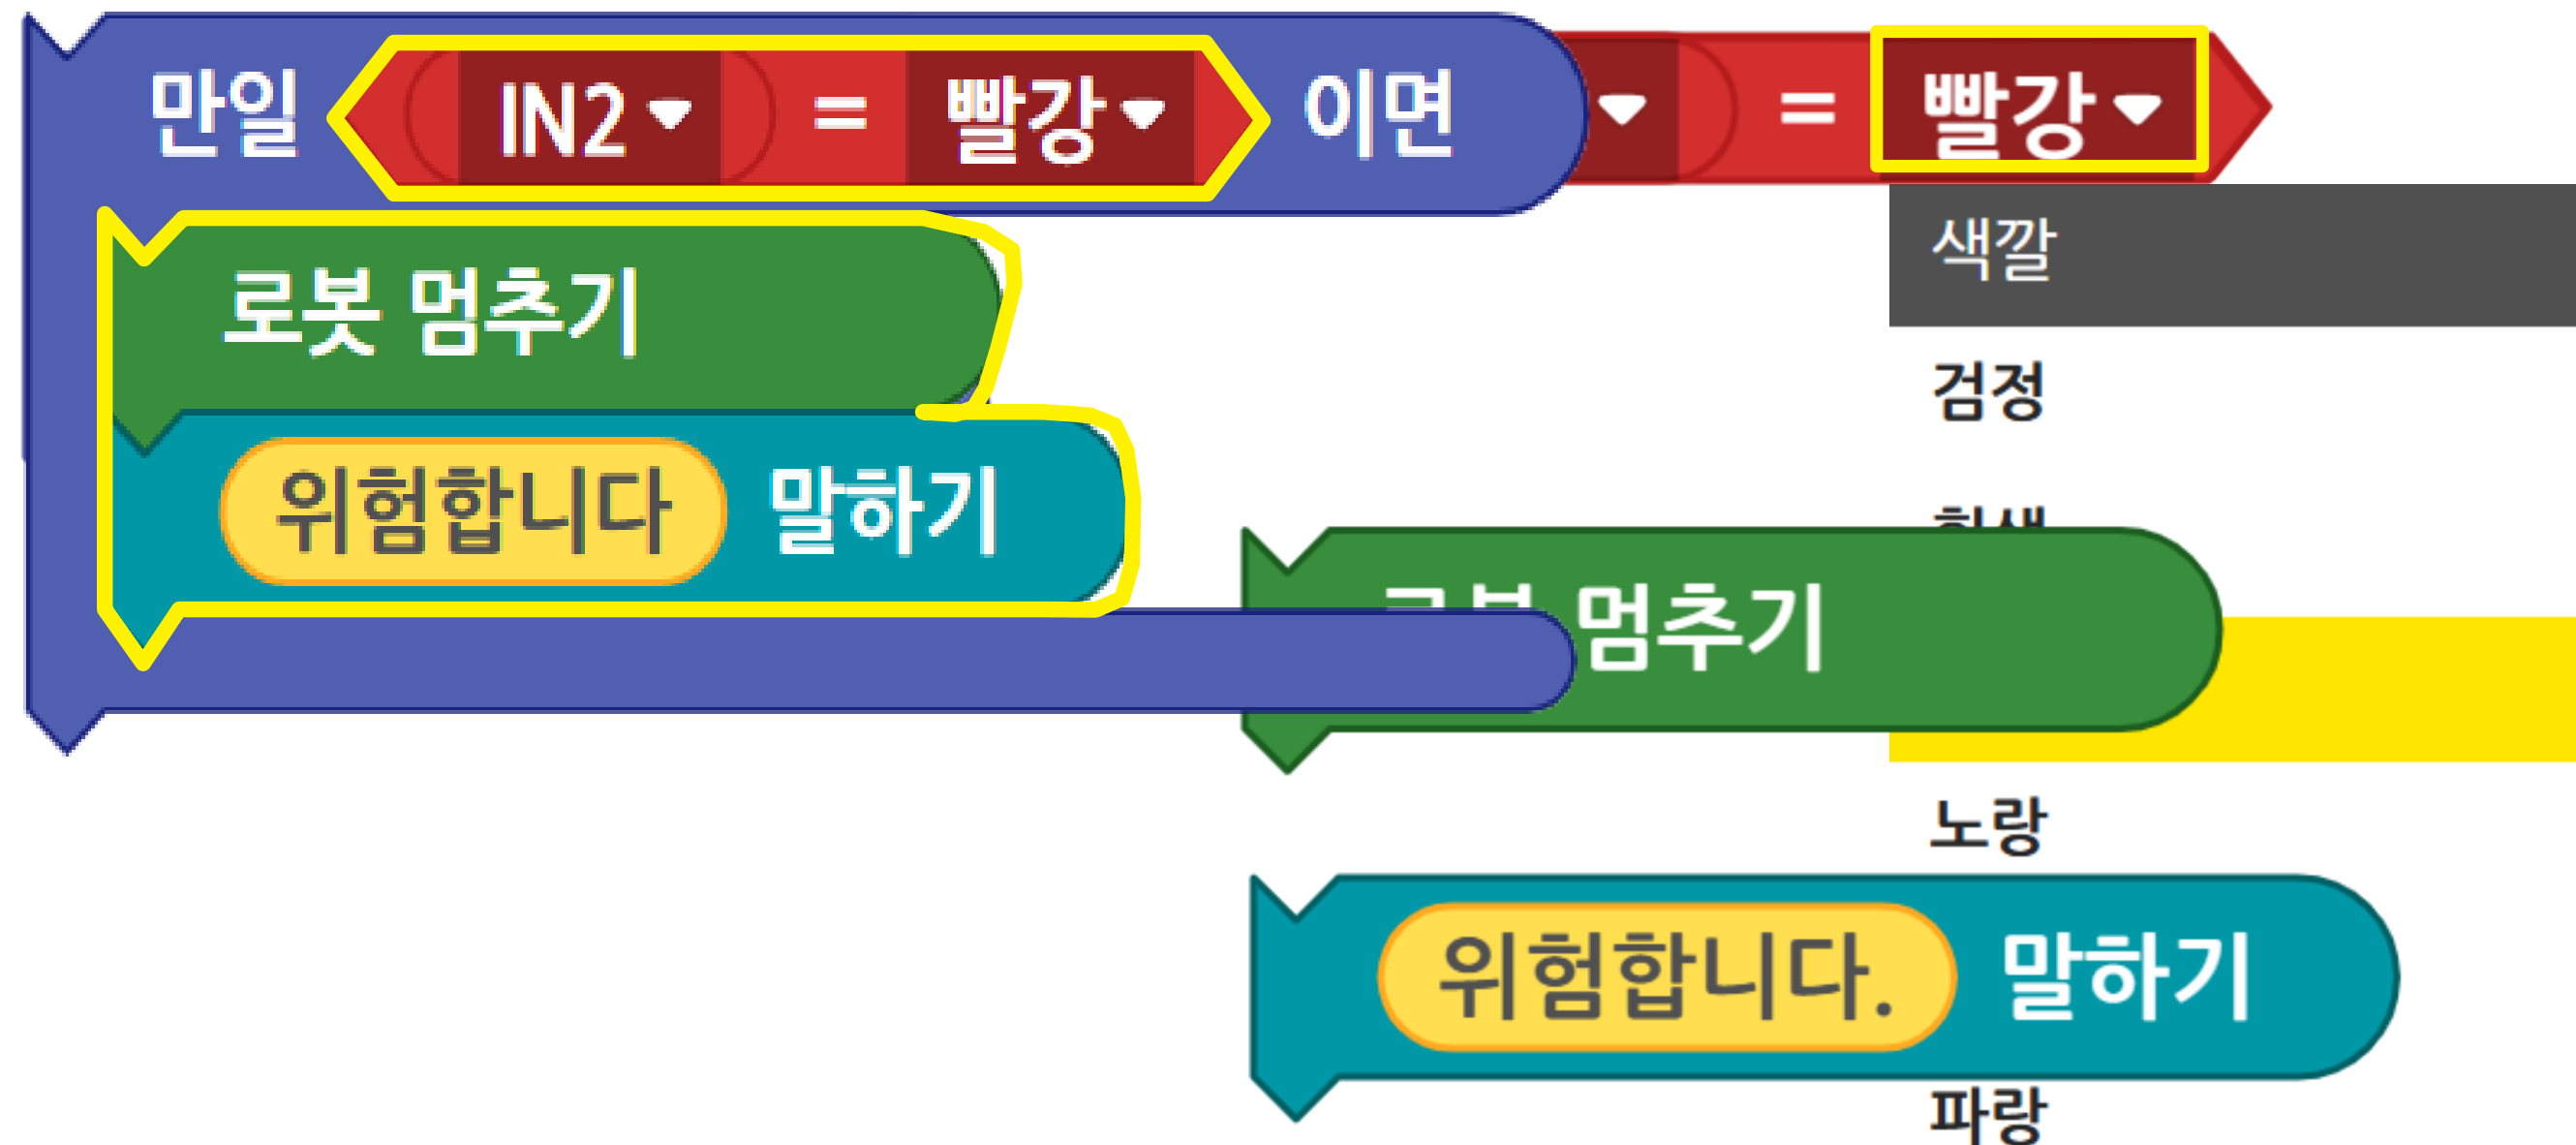 만일 IN2 = 빨강 이면
= 빨강
색깔
검정
로봇 멈추기
위험합니다 말하기
멈추기
노랑
위험합니다. 말하기
파랑